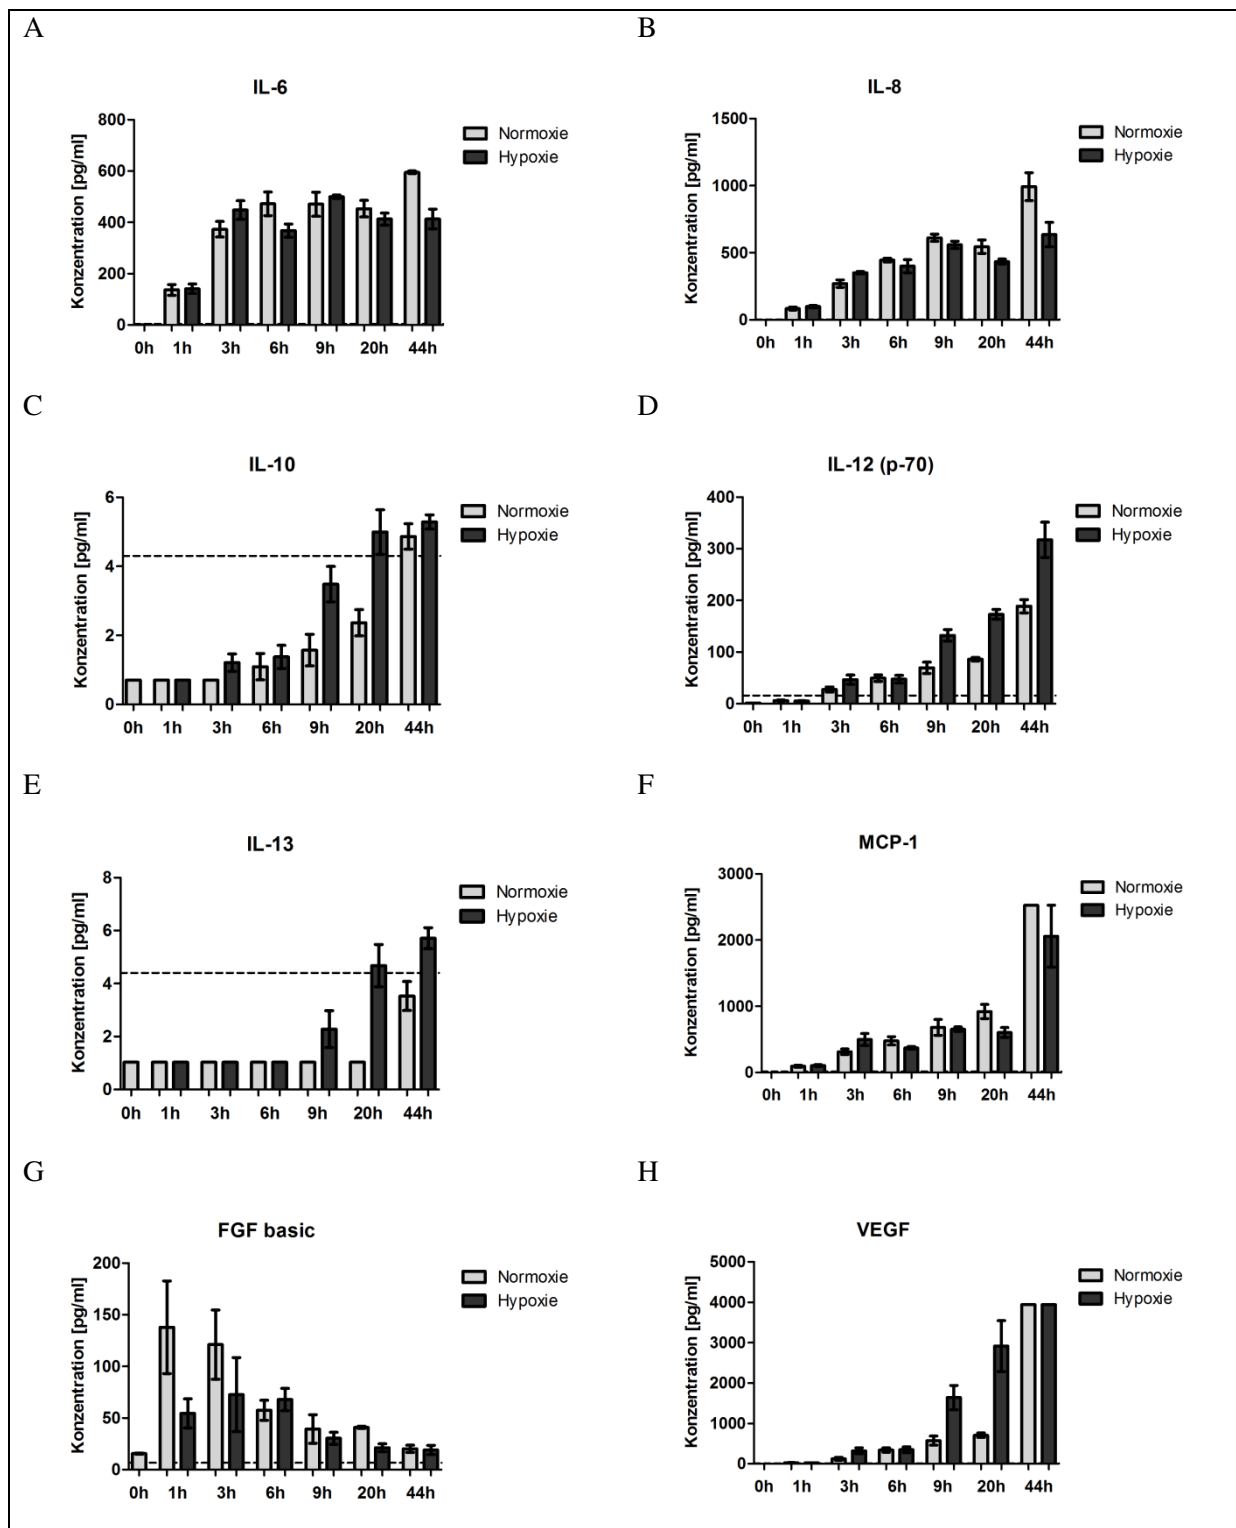 A
IL-6
Konzentration [pg/ml]
800
600
400
200
0
0h 1h 3h 6h 9h 20h 44h
Normoxie
Hypoxie
B
IL-8
Konzentration [pg/ml]
1500
1000
500
0
0h 1h 3h 6h 9h 20h 44h
Normoxie
Hypoxie
C
IL-10
Konzentration [pg/ml]
6
4
2
0
0h 1h 3h 6h 9h 20h 44h
Normoxie
Hypoxie
D
IL-12 (p-70)
Konzentration [pg/ml]
400
300
200
100
0
0h 1h 3h 6h 9h 20h 44h
Normoxie
Hypoxie
E
IL-13
Konzentration [pg/ml]
8
6
4
2
0
0h 1h 3h 6h 9h 20h 44h
Normoxie
Hypoxie
F
MCP-1
Konzentration [pg/ml]
3000
2000
1000
0
0h 1h 3h 6h 9h 20h 44h
Normoxie
Hypoxie
G
FGF basic
Konzentration [pg/ml]
200
150
100
50
0
0h 1h 3h 6h 9h 20h 44h
Normoxie
Hypoxie
H
VEGF
Konzentration [pg/ml]
5000
4000
3000
2000
1000
0
0h 1h 3h 6h 9h 20h 44h
Normoxie
Hypoxie